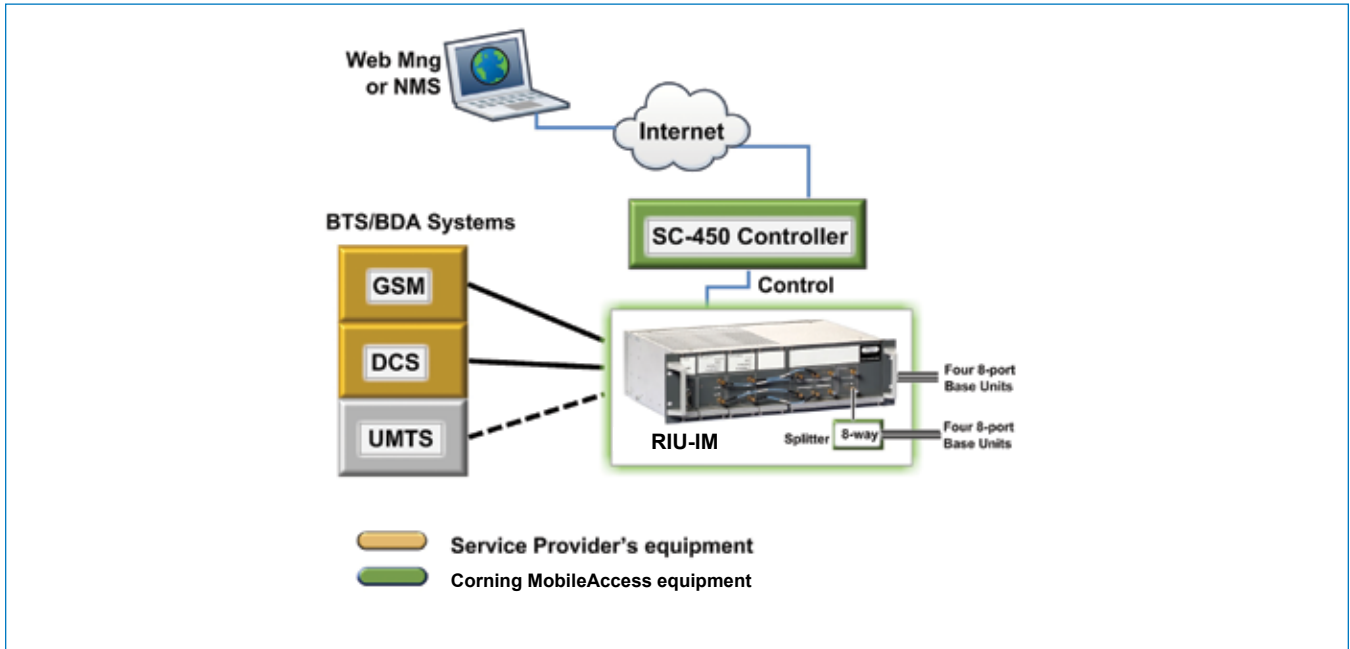 Web Mng
or NMS
Internet
SC-450 Controller
Control
BTS/BDA Systems
GSM
DCS
UMTS
RIU-IM
Splitter
8-way
Four 8-port
Base Units
Four 8-port
Base Units
Service Provider's equipment
Corning MobileAccess equipment